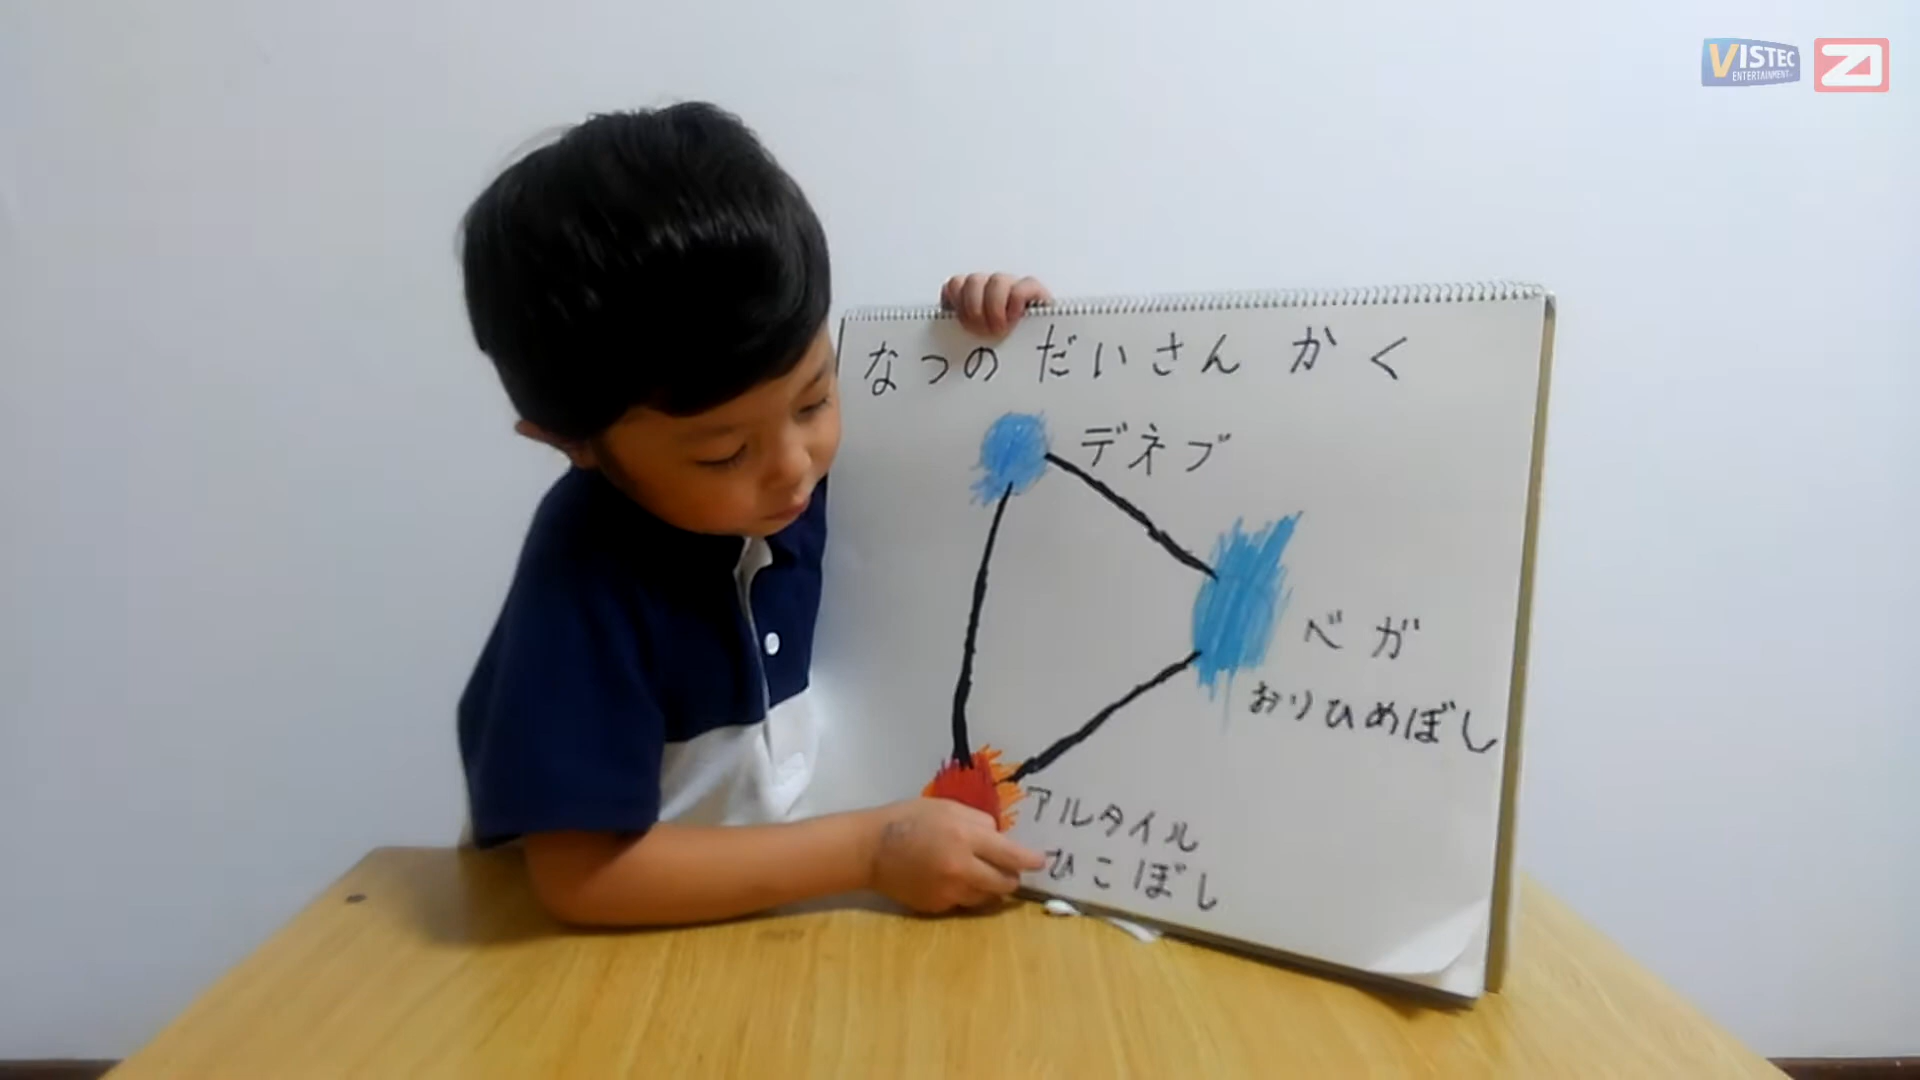 VISTEC
ENTERTAINMENT
なつの だいさん かく
デネブ
ベガ
おりひめぼし
アルタイル
ひこぼし